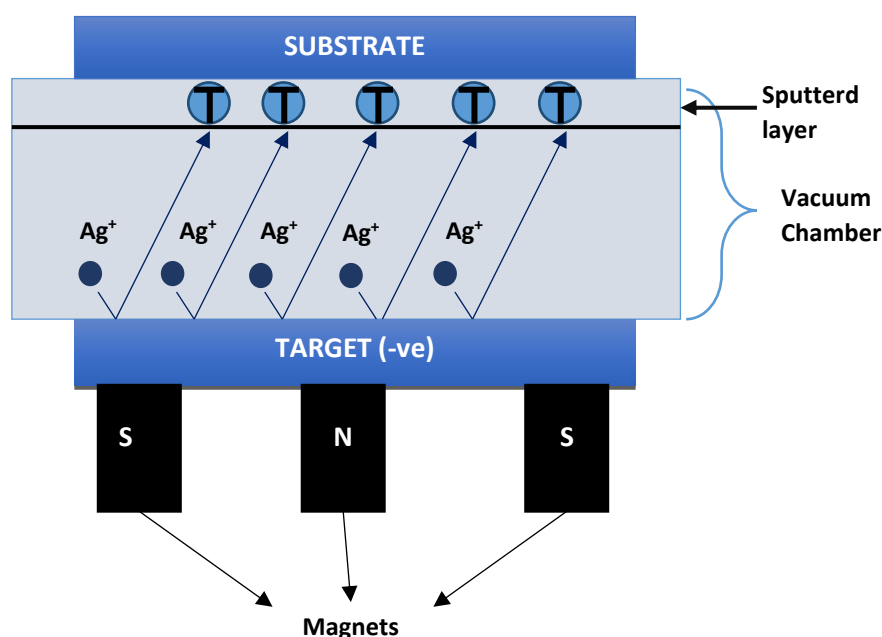 SUBSTRATE
T T T T T
Sputterd
layer
Ag⁺ Ag⁺ Ag⁺ Ag⁺ Ag⁺
Vacuum
Chamber
TARGET (-ve)
S N S
Magnets